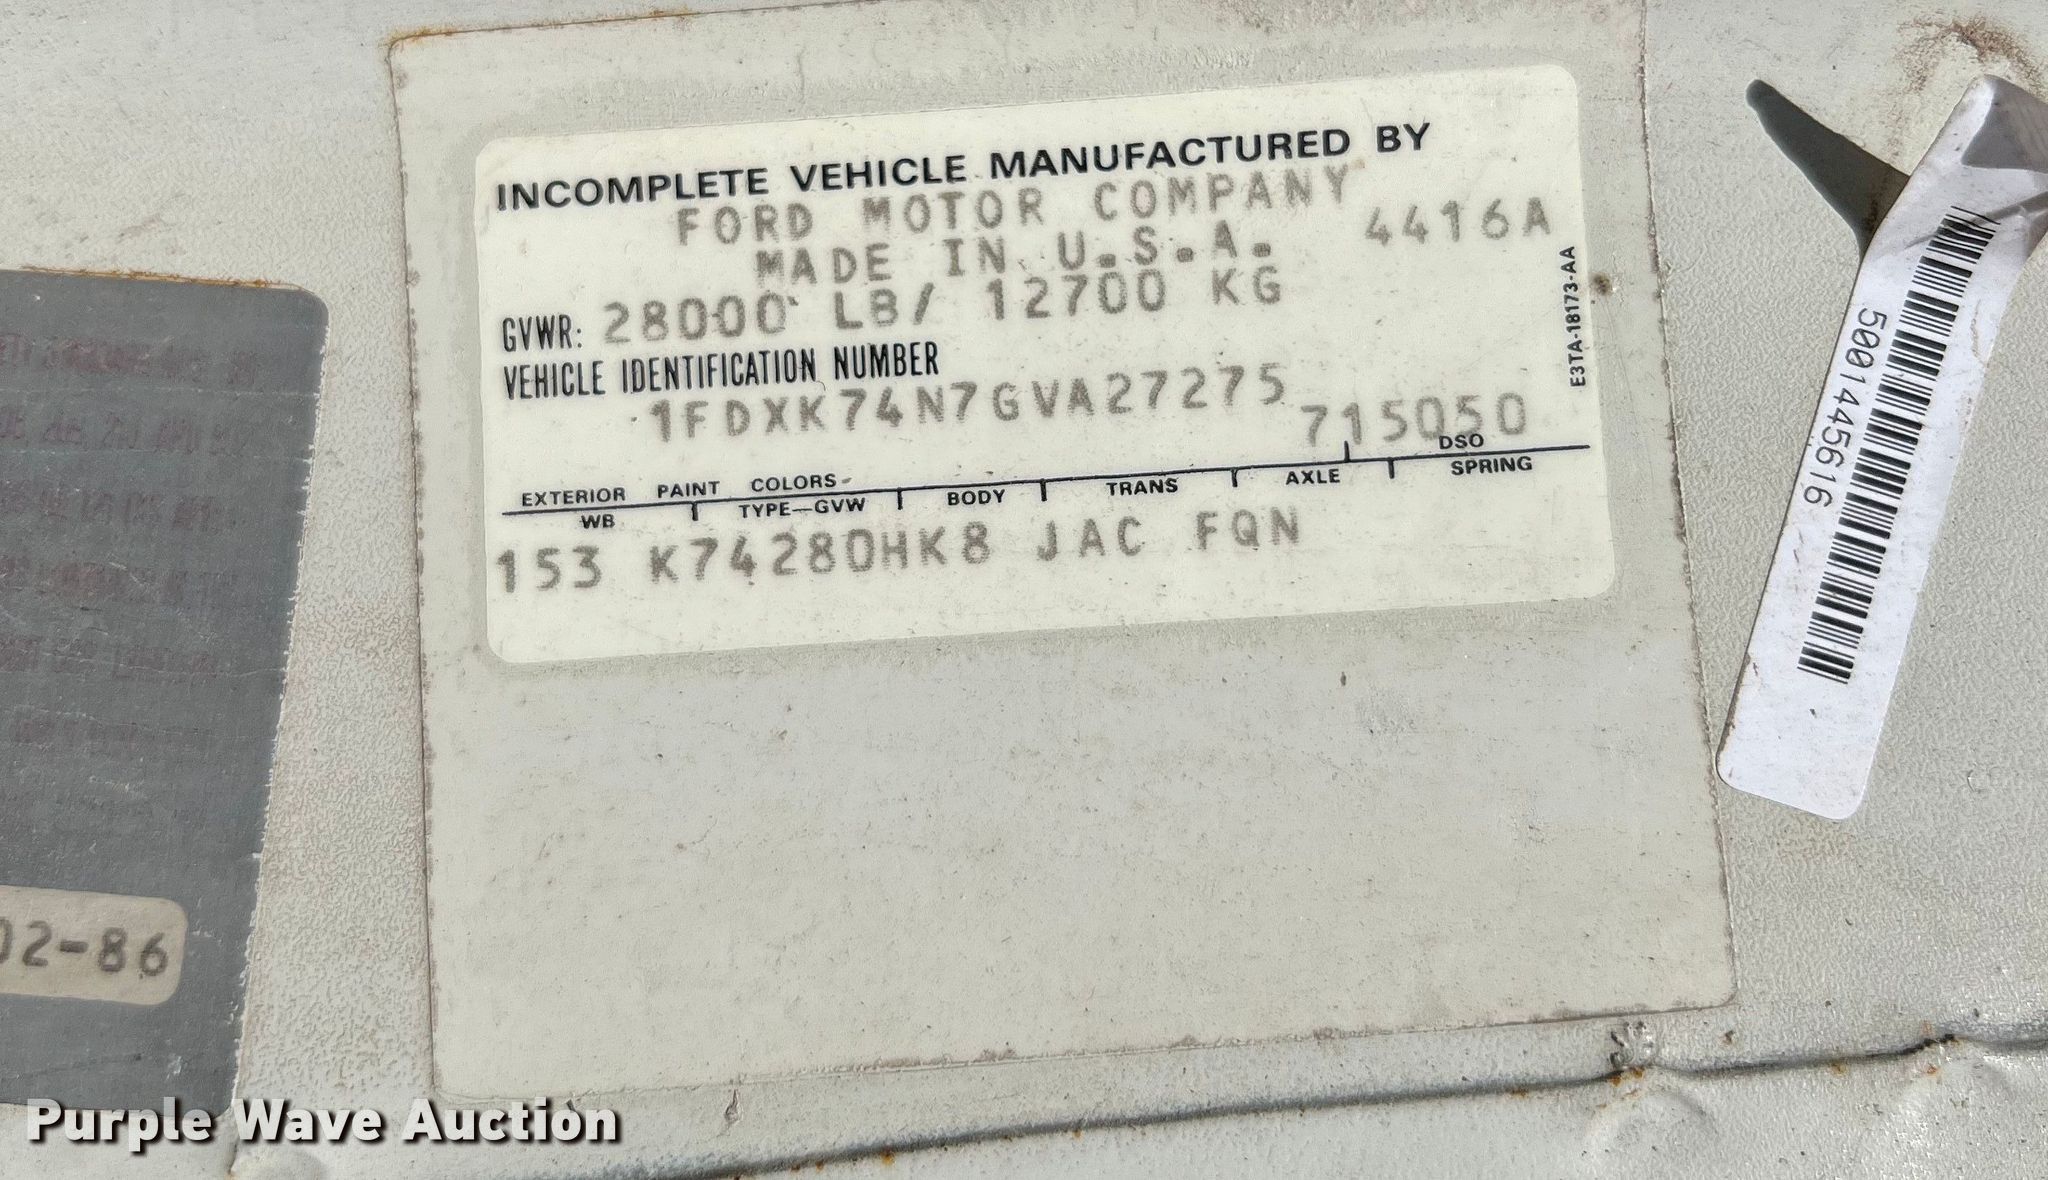 INCOMPLETE VEHICLE MANUFACTURED BY
FORD MOTOR COMPANY
MADE IN U.S.A. 4416A
GVWR: 28000 LB/ 12700 KG
VEHICLE IDENTIFICATION NUMBER
1FDXK74N7GVA27275
715050
EXTERIOR PAINT COLORS DSO
WB TYPE-GVW BODY TRANS AXLE SPRING
153 K74280HK8 JAC FQN
E3TA-18173-AA
5001445616
02-86
Purple Wave Auction